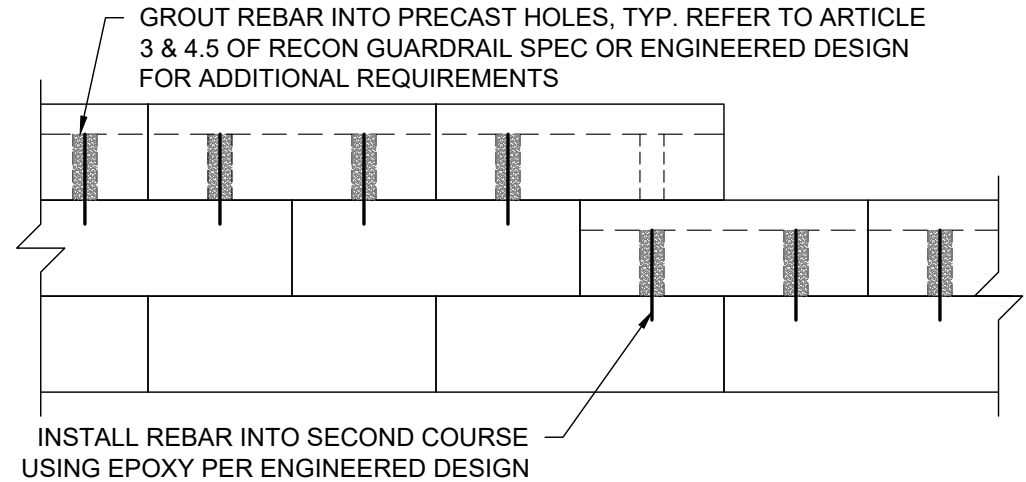 GROUT REBAR INTO PRECAST HOLES, TYP. REFER TO ARTICLE
3 & 4.5 OF RECON GUARDRAIL SPEC OR ENGINEERED DESIGN
FOR ADDITIONAL REQUIREMENTS
INSTALL REBAR INTO SECOND COURSE
USING EPOXY PER ENGINEERED DESIGN